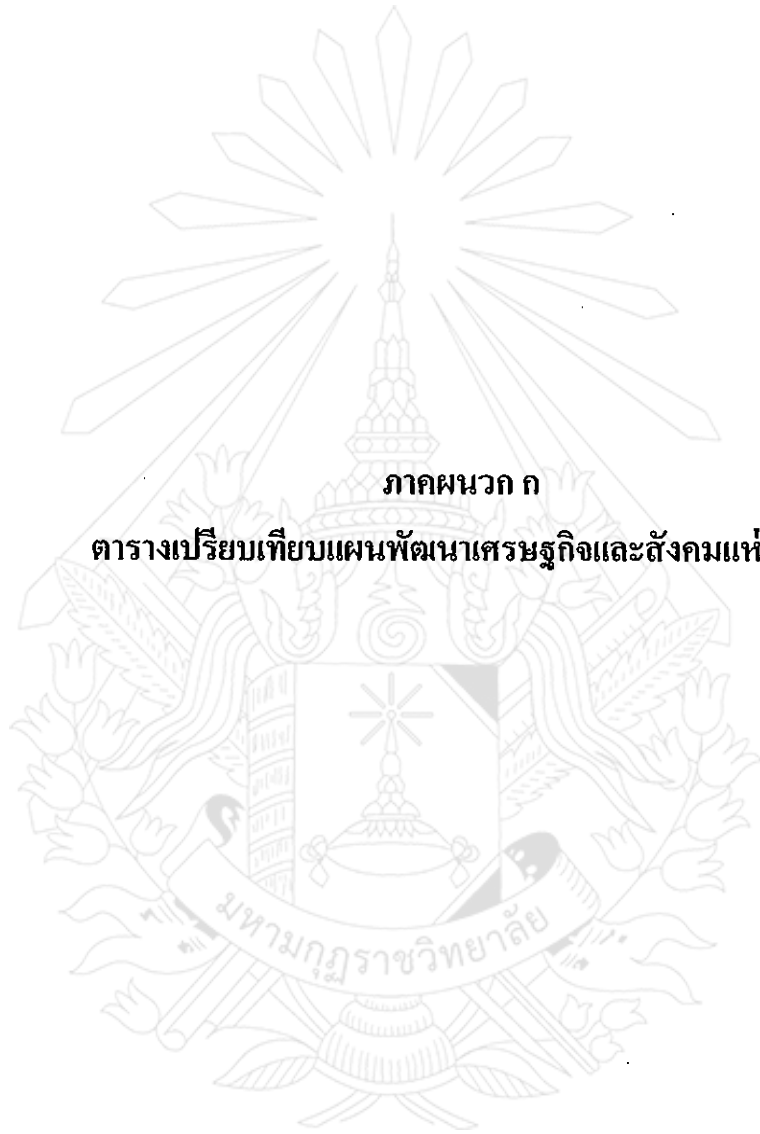 ภาคผนวก ก
ตารางเปรียบเทียบแผนพัฒนาเศรษฐกิจและสังคมแห่
มหามกุฏราชวิทยาลัย